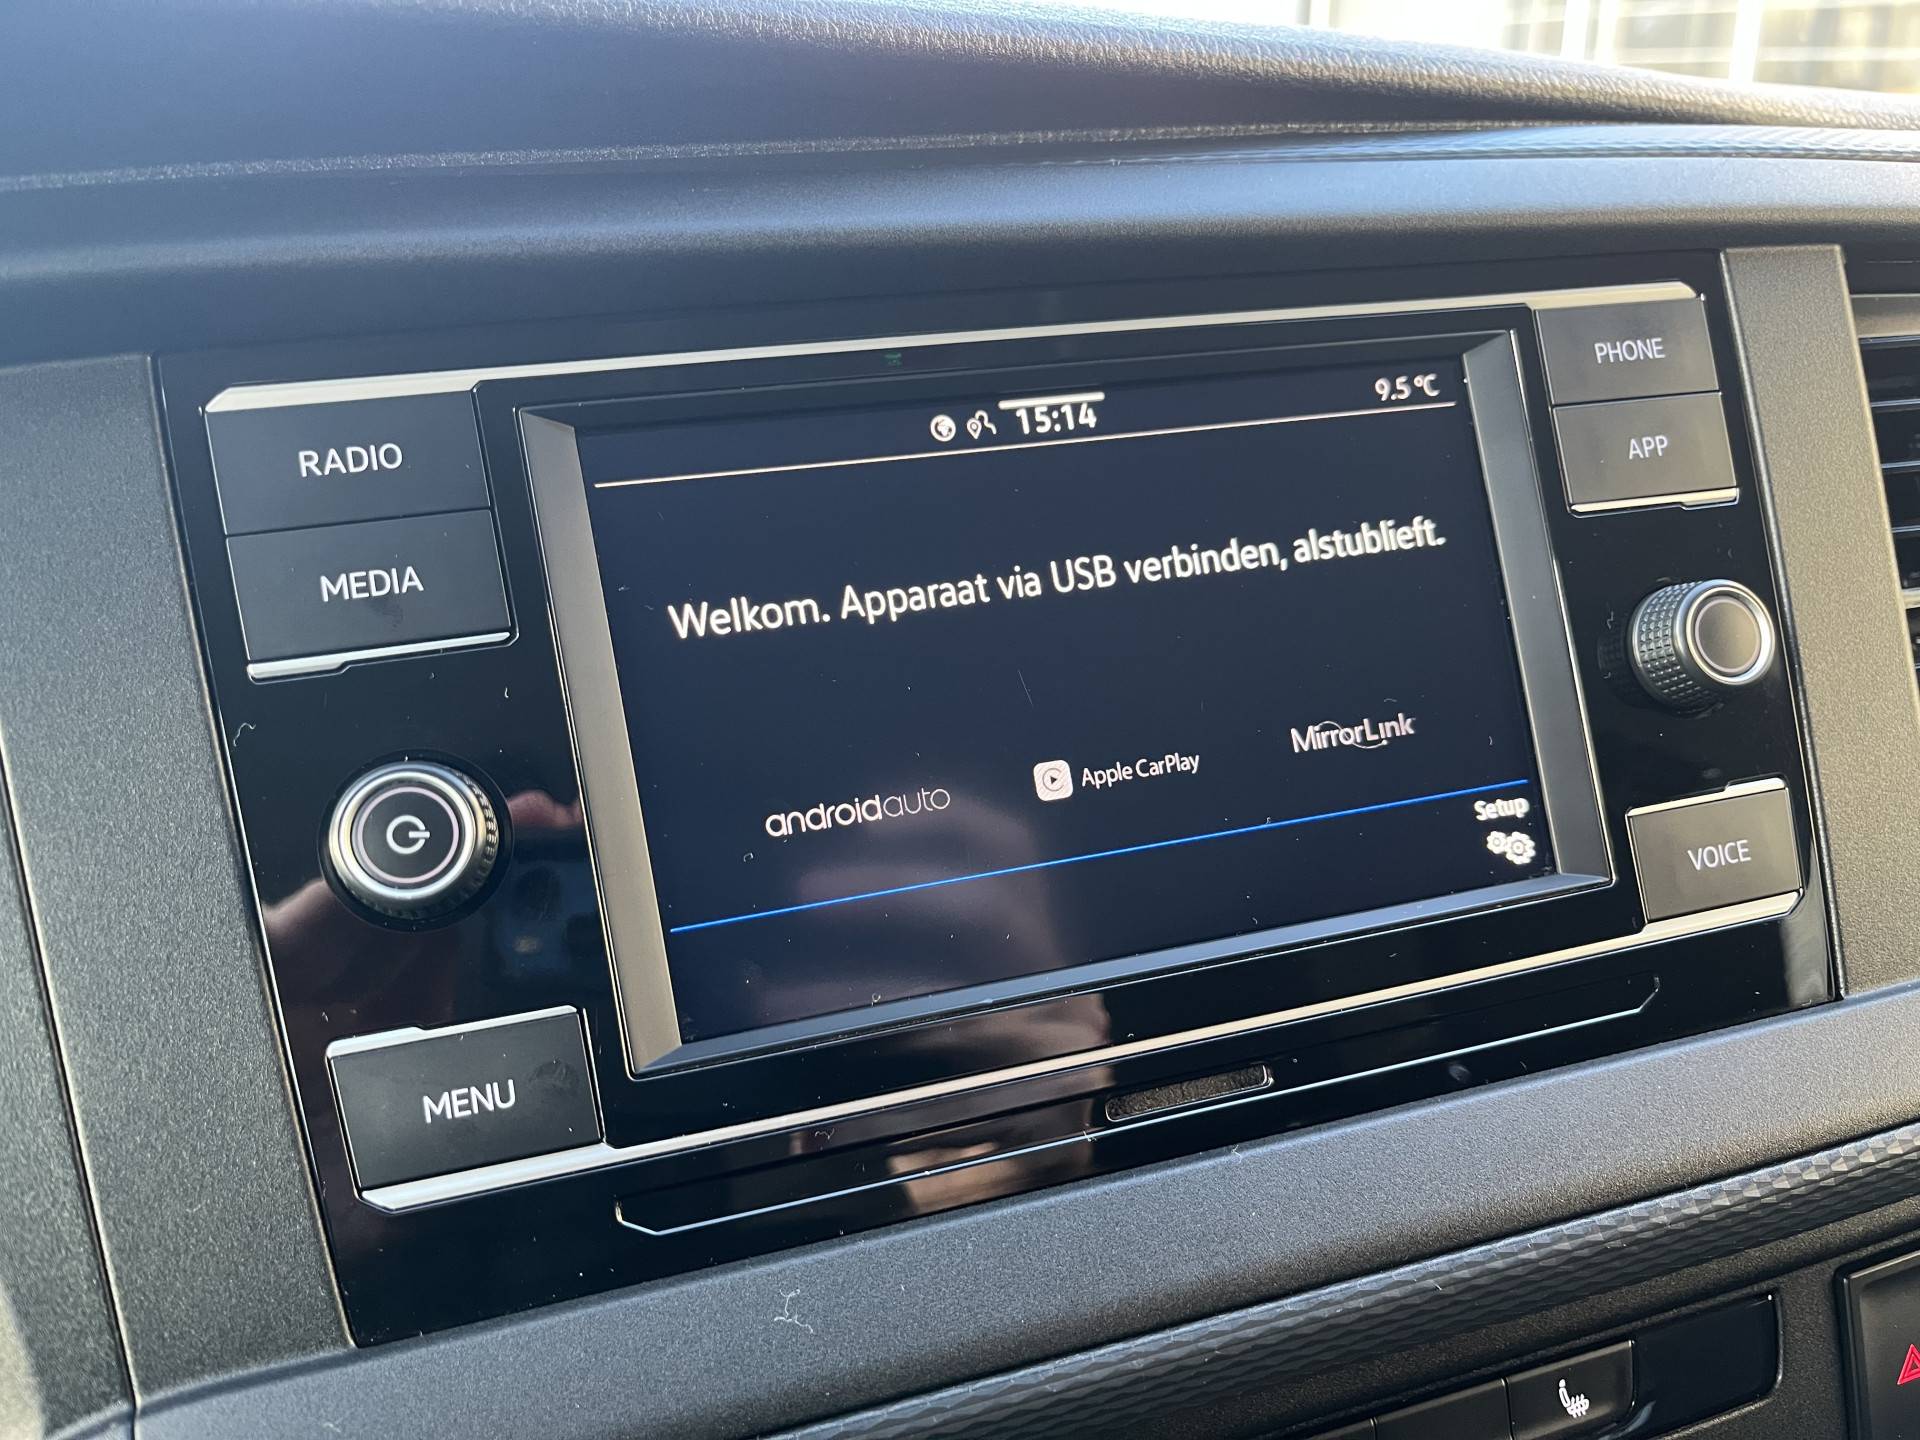 RADIO
MEDIA
MENU
15:14
9.5 °C
Welkom. Apparaat via USB verbinden, alstublieft.
androidauto
Apple CarPlay
MirrorLink
Setup
PHONE
APP
VOICE